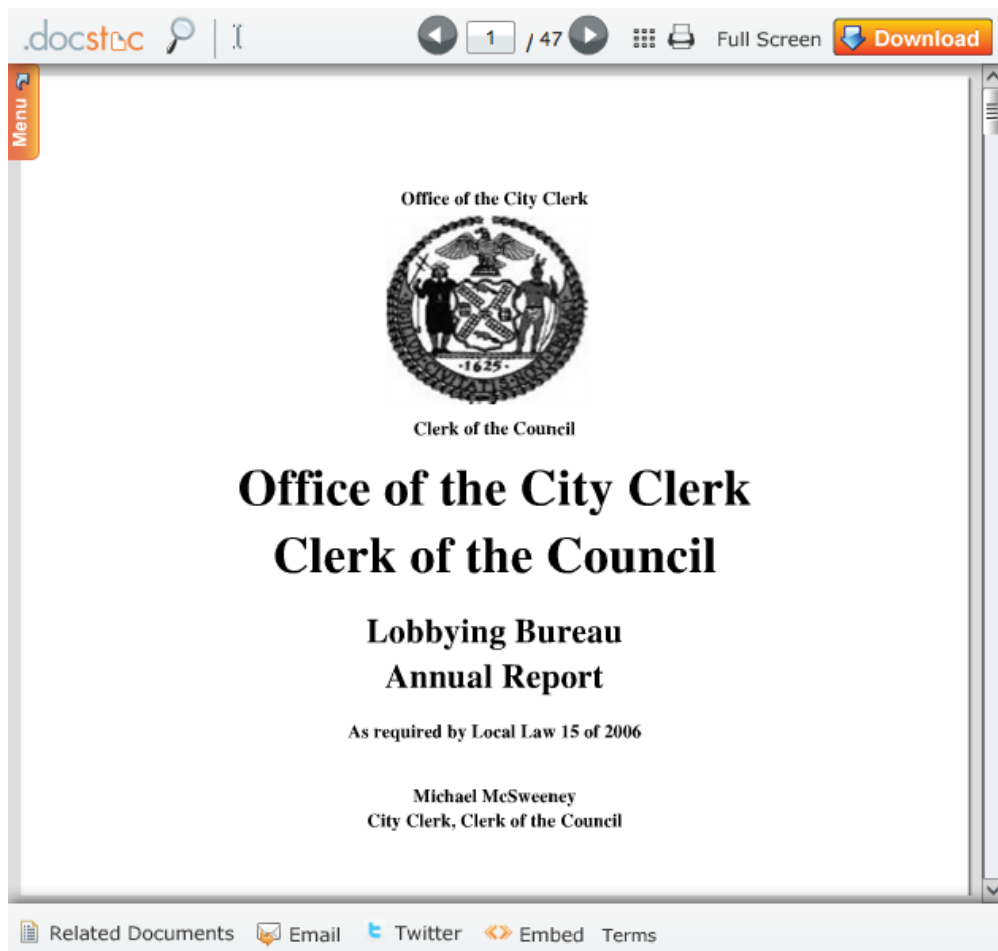 .docstoc
1 / 47
Full Screen
Download
Menu
Office of the City Clerk
·1625·
Clerk of the Council
Office of the City Clerk
Clerk of the Council
Lobbying Bureau
Annual Report
As required by Local Law 15 of 2006
Michael McSweeney
City Clerk, Clerk of the Council
Related Documents
Email
Twitter
Embed
Terms